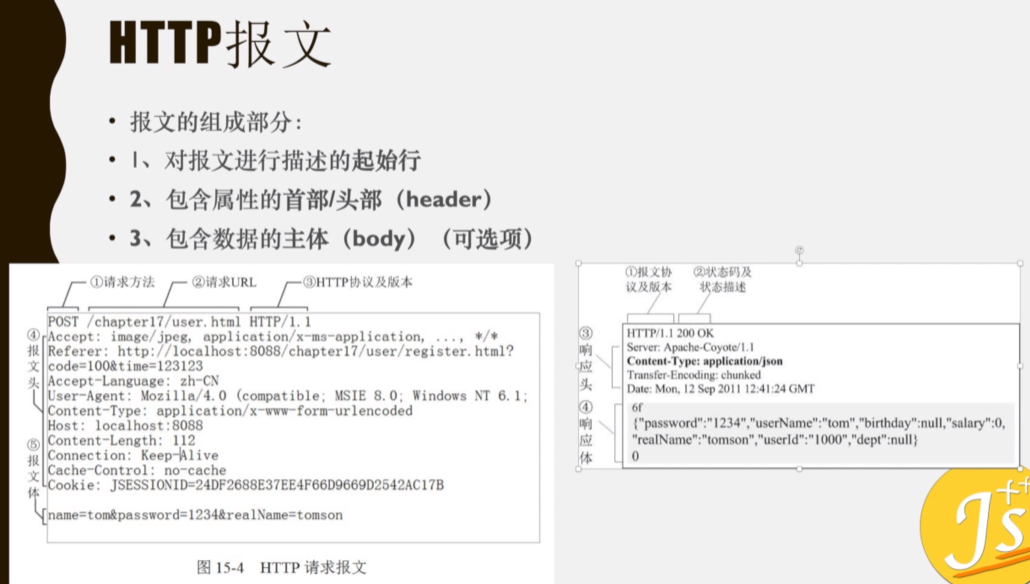 HTTP报文
• 报文的组成部分：
• 1、对报文进行描述的起始行
• 2、包含属性的首部/头部（header）
• 3、包含数据的主体（body）（可选项）
①请求方法 ②请求URL ③HTTP协议及版本
POST /chapter17/user.html HTTP/1.1
④报文头
Accept: image/jpeg, application/x-ms-application, ..., */*
Referer: http://localhost:8088/chapter17/user/register.html?
code=100&time=123123
Accept-Language: zh-CN
User-Agent: Mozilla/4.0 (compatible; MSIE 8.0; Windows NT 6.1;
Content-Type: application/x-www-form-urlencoded
Host: localhost:8088
Content-Length: 112
Connection: Keep-Alive
Cache-Control: no-cache
Cookie: JSESSIONID=24DF2688E37EE4F66D9669D2542AC17B
⑤报文体
name=tom&password=1234&realName=tomson
图 15-4 HTTP 请求报文
①报文协议及版本
②状态码及状态描述
HTTP/1.1 200 OK
③响应头
Server: Apache-Coyote/1.1
Content-Type: application/json
Transfer-Encoding: chunked
Date: Mon, 12 Sep 2011 12:41:24 GMT
④响应体
6f
{"password":"1234","userName":"tom","birthday":null,"salary":0,
"realName":"tomson","userId":"1000","dept":null}
0
Js++